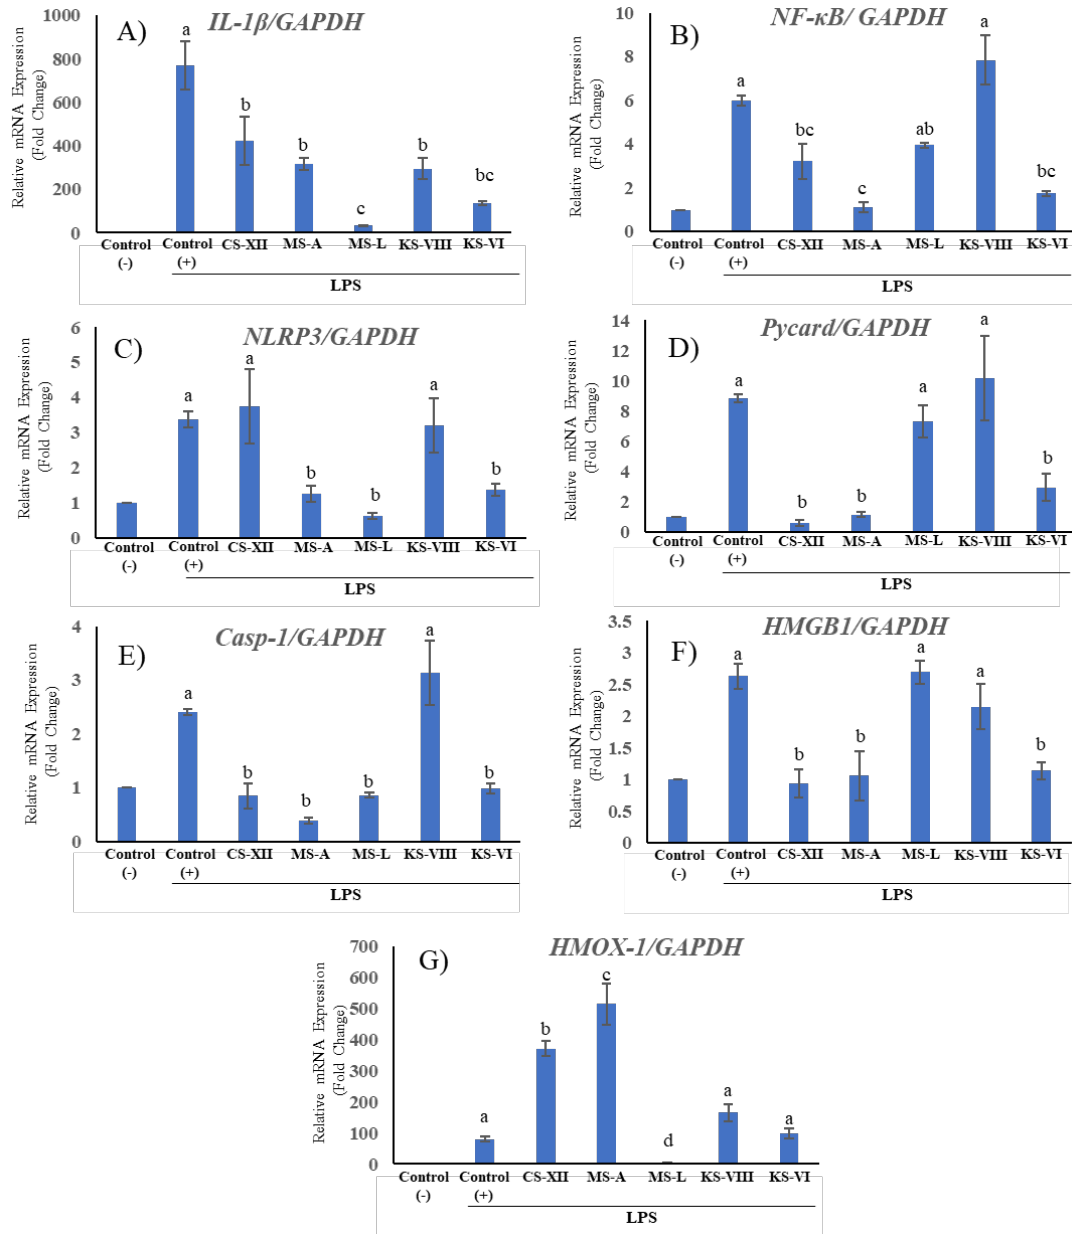 A) IL-1β/GAPDH
Relative mRNA Expression
(Fold Change)
1000
800
600
400
200
0
a
b
b
c
b
bc
Control
(-)
Control
(+)
CS-XII
MS-A
MS-L
KS-VIII
KS-VI
LPS
B) NF-κB/ GAPDH
Relative mRNA Expression
(Fold Change)
10
8
6
4
2
0
a
bc
c
ab
a
bc
Control
(-)
Control
(+)
CS-XII
MS-A
MS-L
KS-VIII
KS-VI
LPS
C) NLRP3/GAPDH
Relative mRNA Expression
(Fold Change)
6
5
4
3
2
1
0
a
a
b
b
a
b
Control
(-)
Control
(+)
CS-XII
MS-A
MS-L
KS-VIII
KS-VI
LPS
D) Pycard/GAPDH
Relative mRNA Expression
(Fold Change)
14
12
10
8
6
4
2
0
a
b
b
a
a
b
Control
(-)
Control
(+)
CS-XII
MS-A
MS-L
KS-VIII
KS-VI
LPS
E) Casp-1/GAPDH
Relative mRNA Expression
(Fold Change)
4
3
2
1
0
a
b
b
b
a
b
Control
(-)
Control
(+)
CS-XII
MS-A
MS-L
KS-VIII
KS-VI
LPS
F) HMGB1/GAPDH
Relative mRNA Expression
(Fold Change)
3.5
3
2.5
2
1.5
1
0.5
0
a
b
b
a
a
b
Control
(-)
Control
(+)
CS-XII
MS-A
MS-L
KS-VIII
KS-VI
LPS
G) HMOX-1/GAPDH
Relative mRNA Expression
(Fold Change)
700
600
500
400
300
200
100
0
a
b
c
d
a
a
Control
(-)
Control
(+)
CS-XII
MS-A
MS-L
KS-VIII
KS-VI
LPS